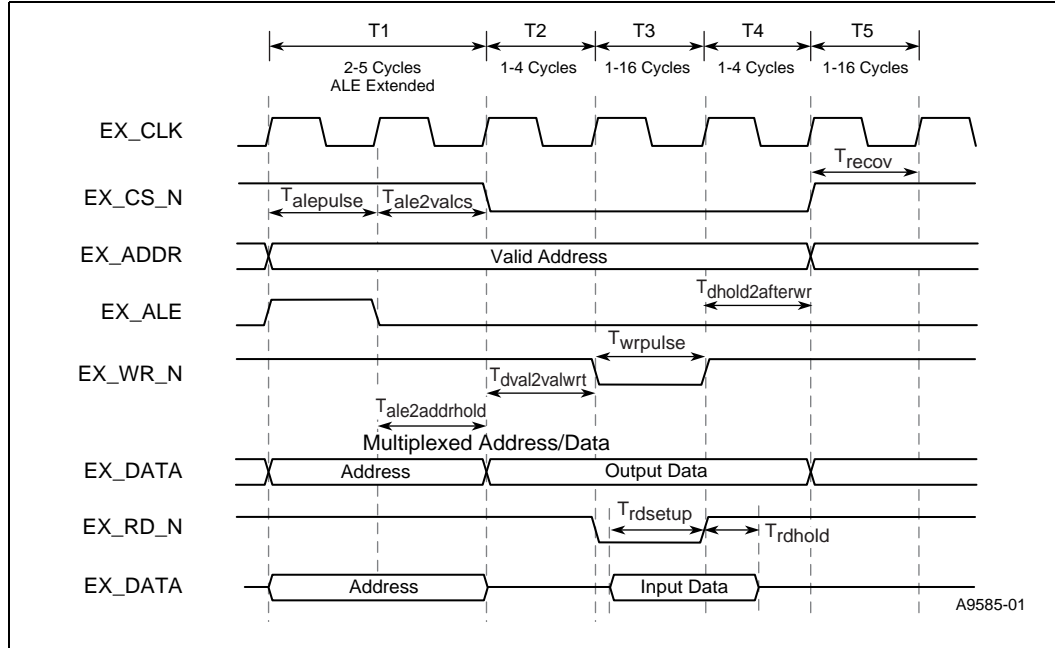 T1 T2 T3 T4 T5
2-5 Cycles 1-4 Cycles 1-16 Cycles 1-4 Cycles 1-16 Cycles
ALE Extended
EX_CLK
Trecov
EX_CS_N Talepulse Tale2valcs
EX_ADDR Valid Address
Tdhold2afterwr
EX_ALE
Twrpulse
EX_WR_N
Tdval2valwrt
Tale2addrhold
Multiplexed Address/Data
EX_DATA Address Output Data
EX_RD_N Trdsetup
Trdhold
EX_DATA Address Input Data
A9585-01